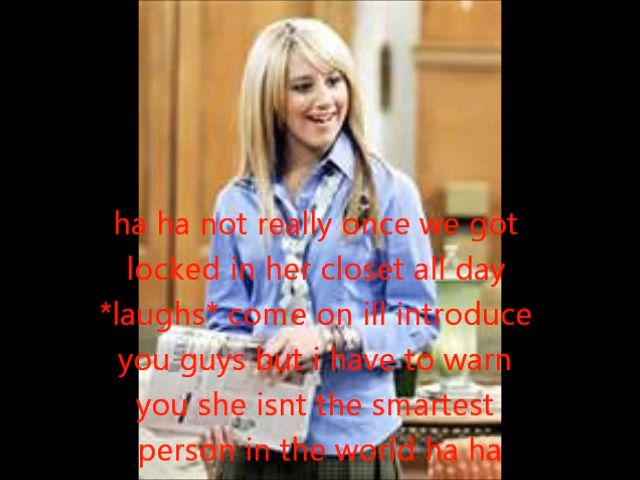 ha ha not really once we got
locked in her closet all day
*laughs* come on ill introduce
you guys but i have to warn
you she isnt the smartest
person in the world ha ha